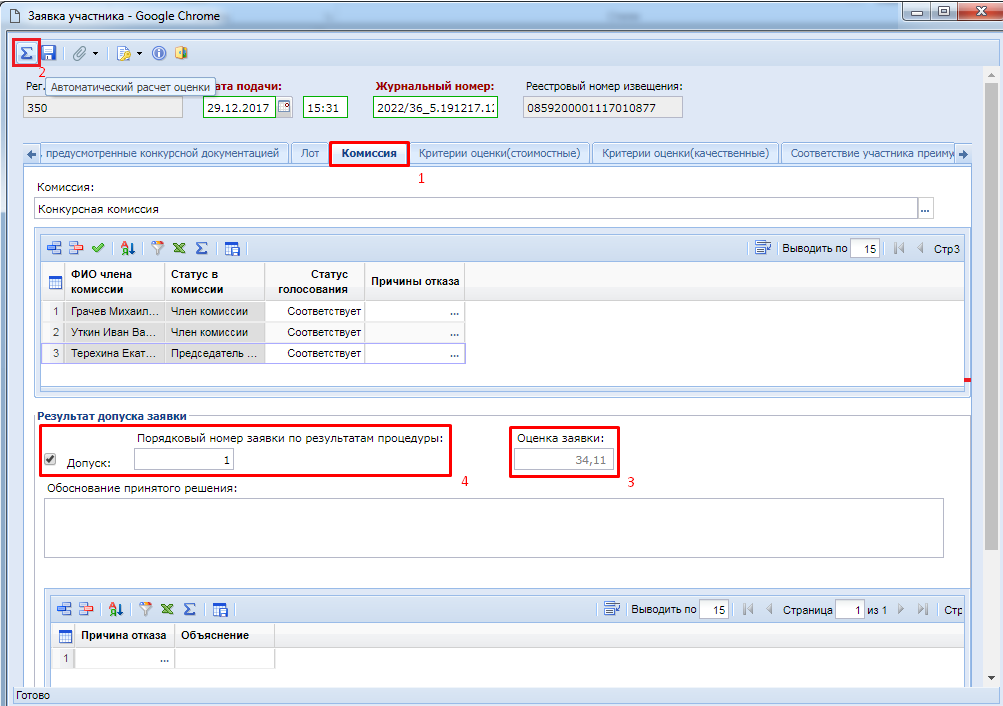 Заявка участника - Google Chrome
2
Автоматический расчет оценки
Рег. дата подачи: Журнальный номер: Реестровый номер извещения:
350 29.12.2017 15:31 2022/36_5.191217.12 0859200001117010877
, предусмотренные конкурсной документацией Лот Комиссия Критерии оценки(стоимостные) Критерии оценки(качественные) Соответствие участника преиму
1
Комиссия:
Конкурсная комиссия ...
Выводить по 15 Стр3
ФИО члена комиссии Статус в комиссии Статус голосования Причины отказа
1 Грачев Михаил... Член комиссии Соответствует ...
2 Уткин Иван Ва... Член комиссии Соответствует ...
3 Терехина Екат... Председатель ... Соответствует ...
Результат допуска заявки
Порядковый номер заявки по результатам процедуры: Оценка заявки:
Допуск: 1 34,11
4 3
Обоснование принятого решения:
Выводить по 15 Страница 1 из 1 Стр
Причина отказа Объяснение
1 ...
Готово